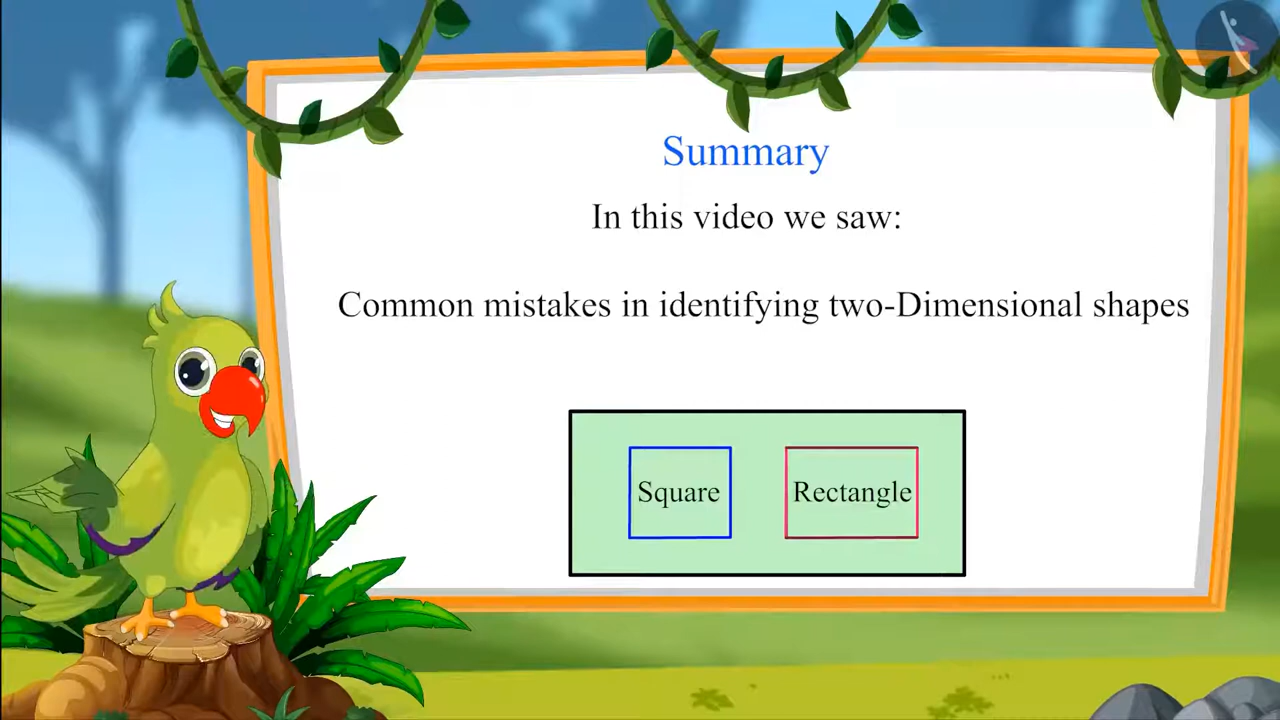 Summary
In this video we saw:
Common mistakes in identifying two-Dimensional shapes
Square Rectangle